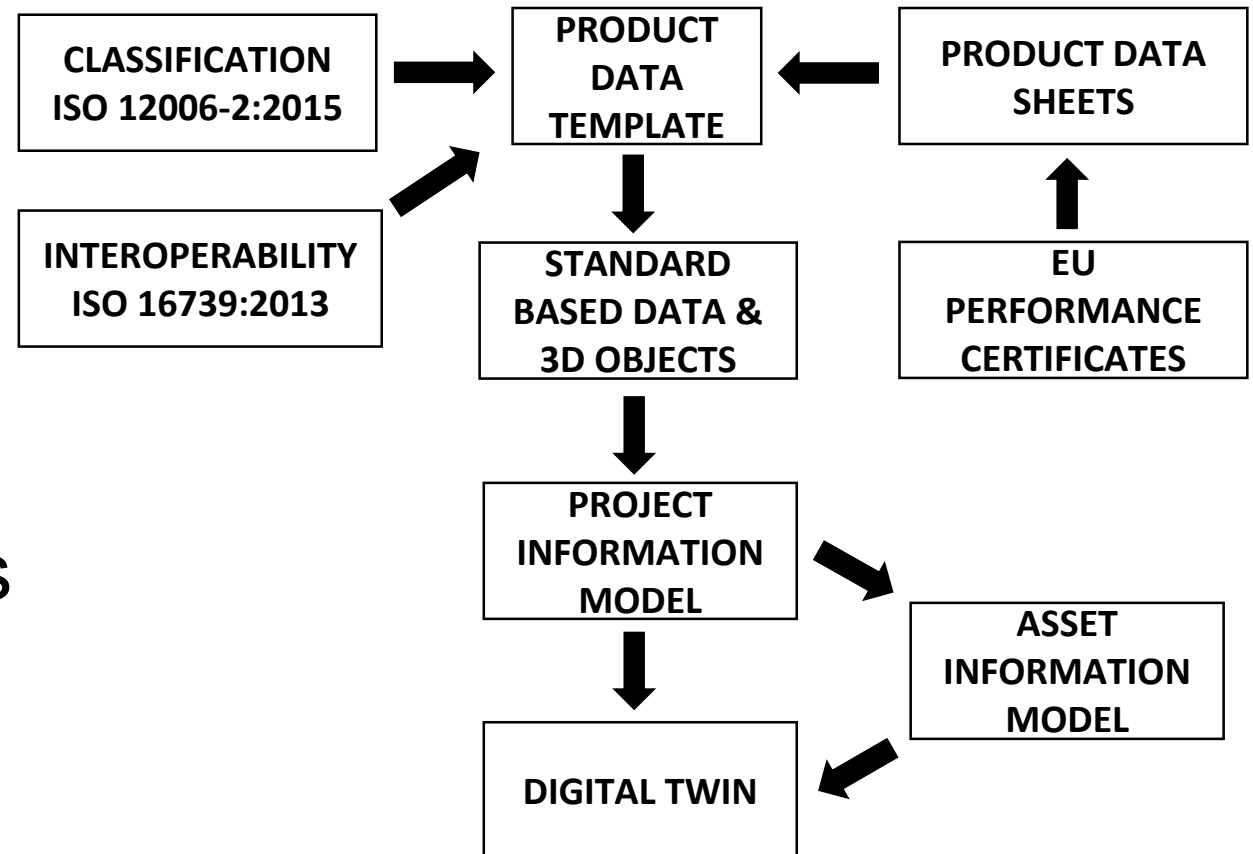 CLASSIFICATION
ISO 12006-2:2015
PRODUCT
DATA
TEMPLATE
PRODUCT DATA
SHEETS
INTEROPERABILITY
ISO 16739:2013
STANDARD
BASED DATA &
3D OBJECTS
EU
PERFORMANCE
CERTIFICATES
PROJECT
INFORMATION
MODEL
S
ASSET
INFORMATION
MODEL
DIGITAL TWIN